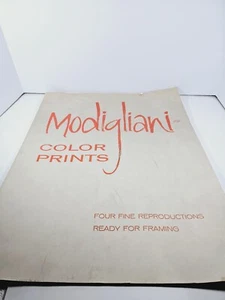 Modigliani
COLOR
PRINTS
FOUR FINE REPRODUCTIONS
READY FOR FRAMING